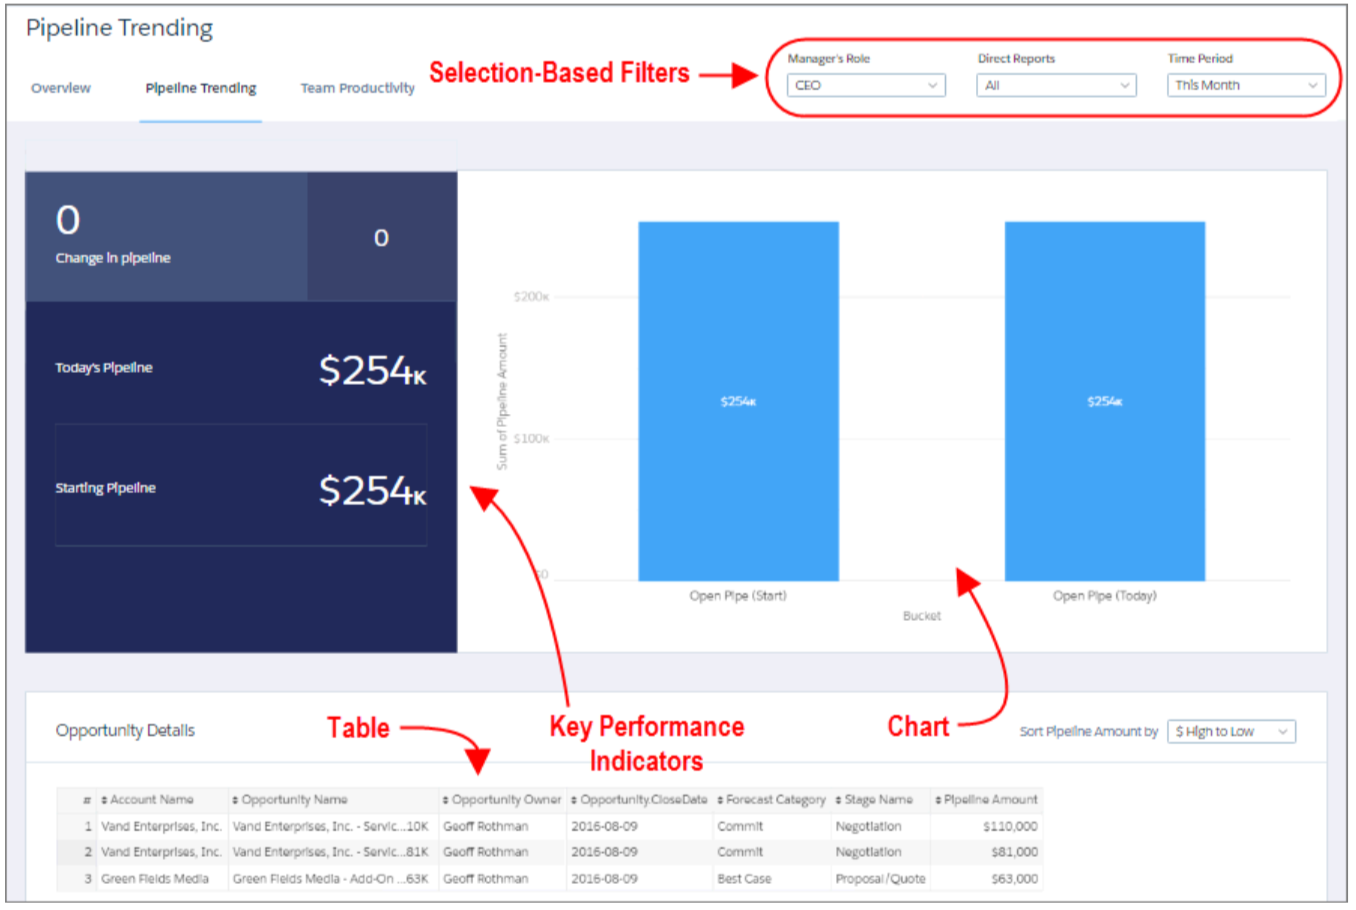 Pipeline Trending
Selection-Based Filters
Manager's Role
Direct Reports
Time Period
CEO
All
This Month
Overview
Pipeline Trending
Team Productivity
0
Change in pipeline
0
Today's Pipeline
$254K
Starting Pipeline
$254K
Sum of Pipeline Amount
$200K
$100K
$0
$254K
$254K
Open Pipe (Start)
Open Pipe (Today)
Bucket
Table
Key Performance
Indicators
Chart
Opportunity Details
Sort Pipeline Amount by
$ High to Low
# Account Name Opportunity Name Opportunity Owner Opportunity.CloseDate Forecast Category Stage Name Pipeline Amount
1 Vand Enterprises, Inc. Vand Enterprises, Inc. - Servic...10K Geoff Rothman 2016-08-09 Commit Negotiation $110,000
2 Vand Enterprises, Inc. Vand Enterprises, Inc. - Servic...81K Geoff Rothman 2016-08-09 Commit Negotiation $81,000
3 Green Fields Media Green Fields Media - Add-On ...63K Geoff Rothman 2016-08-09 Best Case Proposal/Quote $63,000